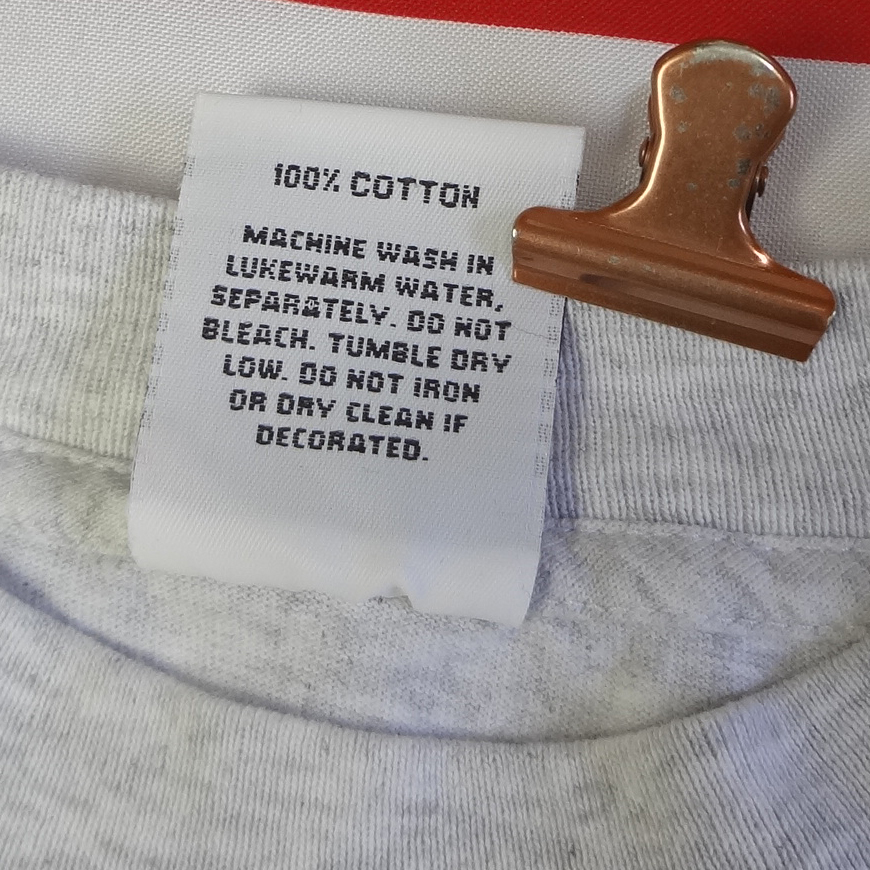 100% COTTON
MACHINE WASH IN
LUKEWARM WATER,
SEPARATELY. DO NOT
BLEACH. TUMBLE DRY
LOW. DO NOT IRON
OR DRY CLEAN IF
DECORATED.